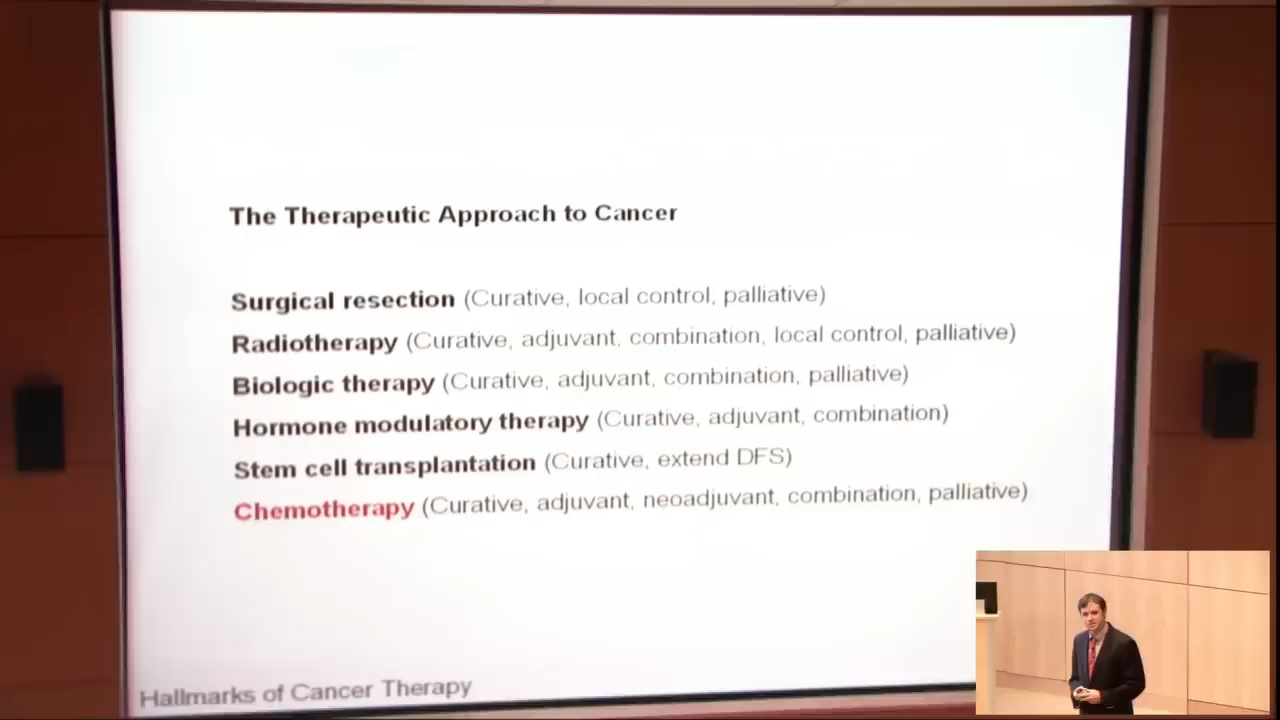 The Therapeutic Approach to Cancer
Surgical resection (Curative, local control, palliative)
Radiotherapy (Curative, adjuvant, combination, local control, palliative)
Biologic therapy (Curative, adjuvant, combination, palliative)
Hormone modulatory therapy (Curative, adjuvant, combination)
Stem cell transplantation (Curative, extend DFS)
Chemotherapy (Curative, adjuvant, neoadjuvant, combination, palliative)
Hallmarks of Cancer Therapy